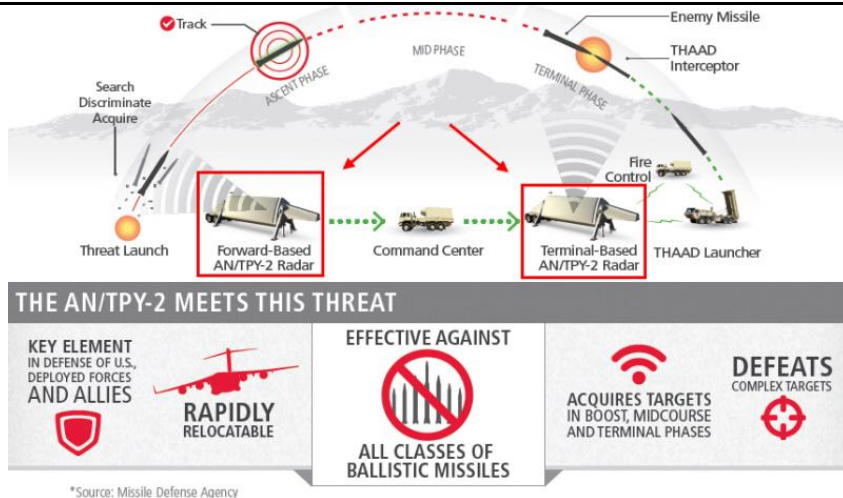 Track
Enemy Missile
THAAD
Interceptor
Search
Discriminate
Acquire
ASCENT PHASE
MID PHASE
TERMINAL PHASE
Fire
Control
Threat Launch
Forward-Based
AN/TPY-2 Radar
Command Center
Terminal-Based
AN/TPY-2 Radar
THAAD Launcher
THE AN/TPY-2 MEETS THIS THREAT
KEY ELEMENT
IN DEFENSE OF U.S.,
DEPLOYED FORCES
AND ALLIES
RAPIDLY
RELOCATABLE
EFFECTIVE AGAINST
ALL CLASSES OF
BALLISTIC MISSILES
ACQUIRES TARGETS
IN BOOST, MIDCOURSE
AND TERMINAL PHASES
DEFEATS
COMPLEX TARGETS
*Source: Missile Defense Agency